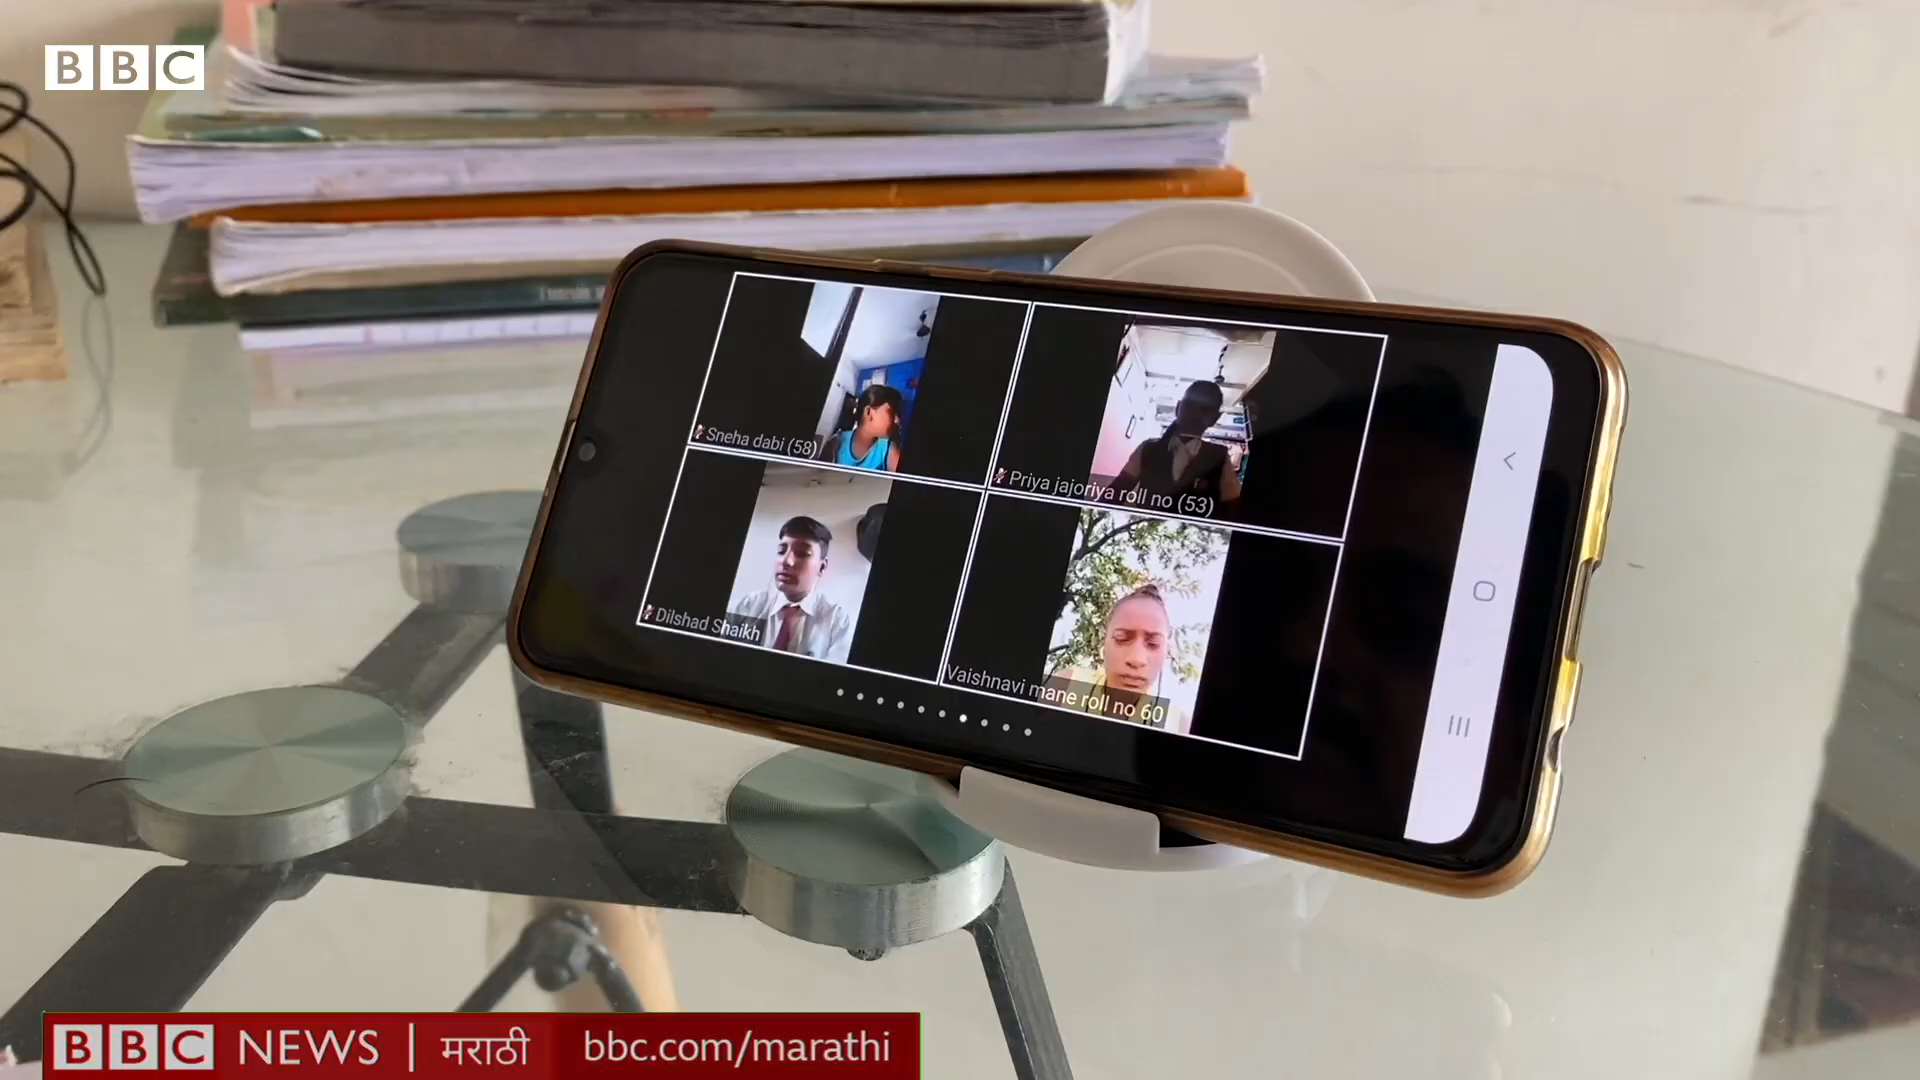 BBC
Sneha dabi (58)
Priya jajoriya roll no (53)
Dilshad Shaikh
Vaishnavi mane roll no 60
BBC NEWS | मराठी bbc.com/marathi